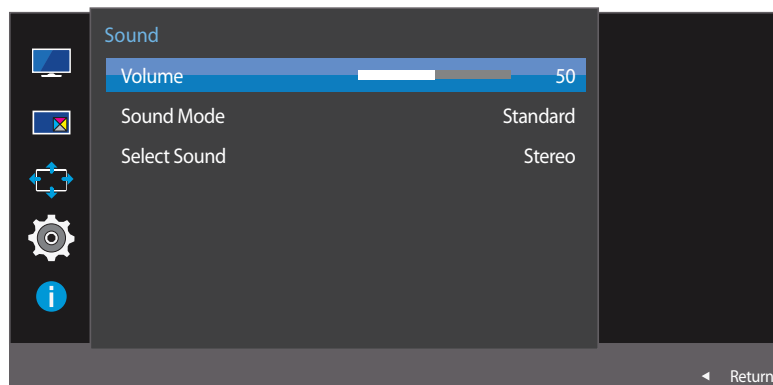 Sound
Volume 50
Sound Mode Standard
Select Sound Stereo
i
◄ Return